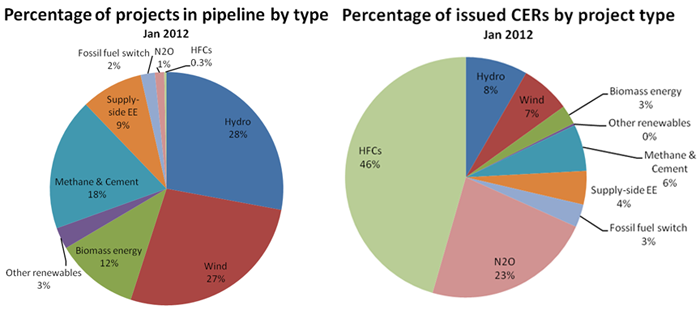 Percentage of projects in pipeline by type
Jan 2012
Fossil fuel switch
2%
N2O
1%
HFCs
0.3%
Supply-
side EE
9%
Hydro
28%
Methane & Cement
18%
Biomass energy
12%
Other renewables
3%
Wind
27%
Percentage of issued CERs by project type
Jan 2012
Hydro
8%
Wind
7%
Biomass energy
3%
Other renewables
0%
Methane &
Cement
6%
Supply-side EE
4%
Fossil fuel switch
3%
N2O
23%
HFCs
46%